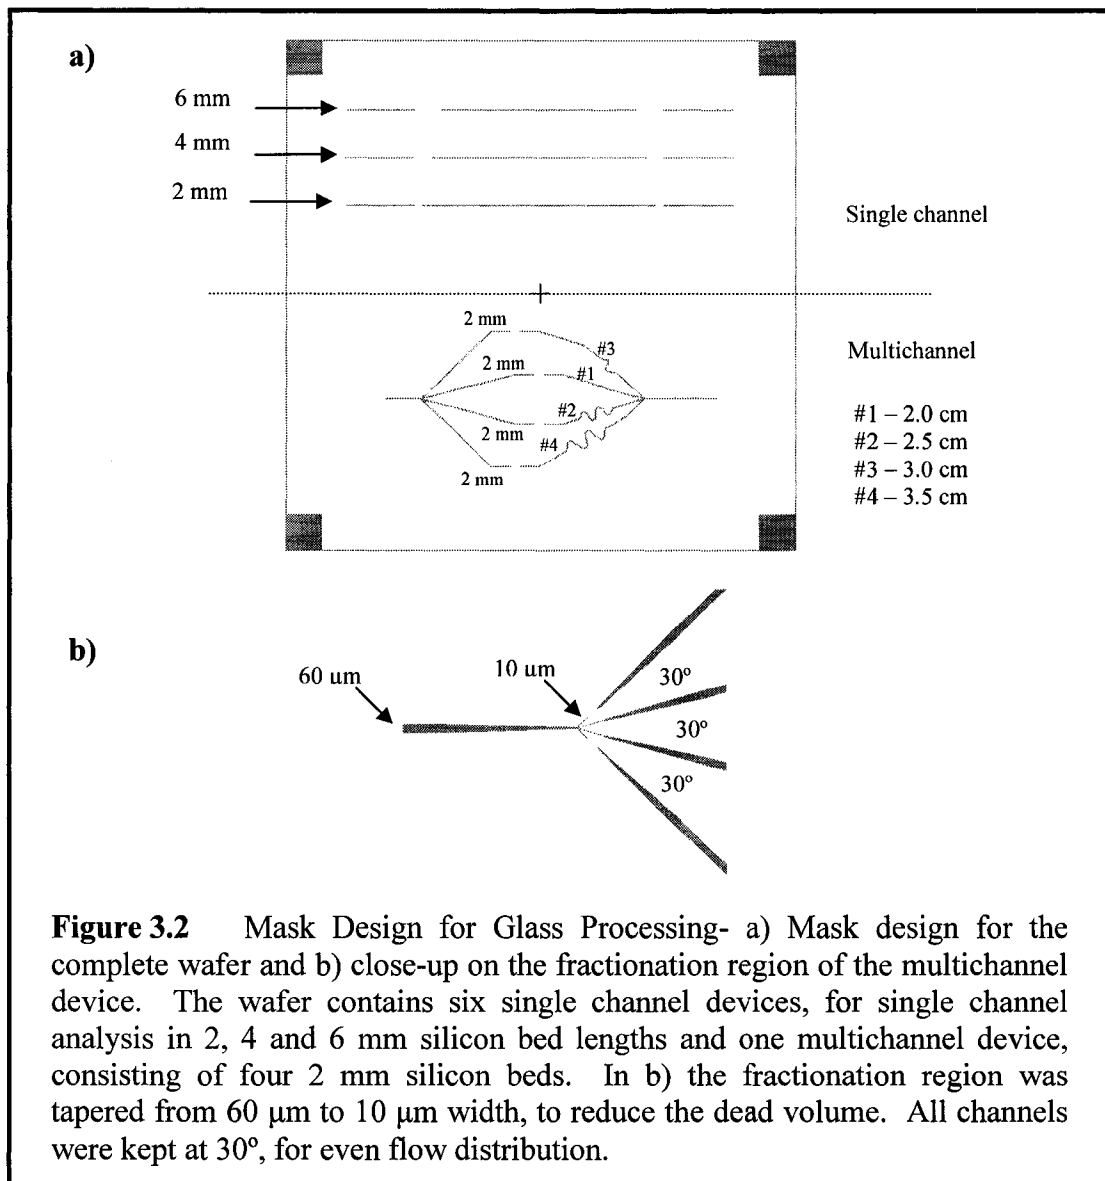 a)
6 mm
4 mm
2 mm
Single channel
2 mm
#3
2 mm
#1
Multichannel
#2
2 mm
#4
2 mm
#1 – 2.0 cm
#2 – 2.5 cm
#3 – 3.0 cm
#4 – 3.5 cm
b)
60 um
10 um
30º
30º
30º
Figure 3.2 Mask Design for Glass Processing- a) Mask design for the
complete wafer and b) close-up on the fractionation region of the multichannel
device. The wafer contains six single channel devices, for single channel
analysis in 2, 4 and 6 mm silicon bed lengths and one multichannel device,
consisting of four 2 mm silicon beds. In b) the fractionation region was
tapered from 60 µm to 10 µm width, to reduce the dead volume. All channels
were kept at 30º, for even flow distribution.